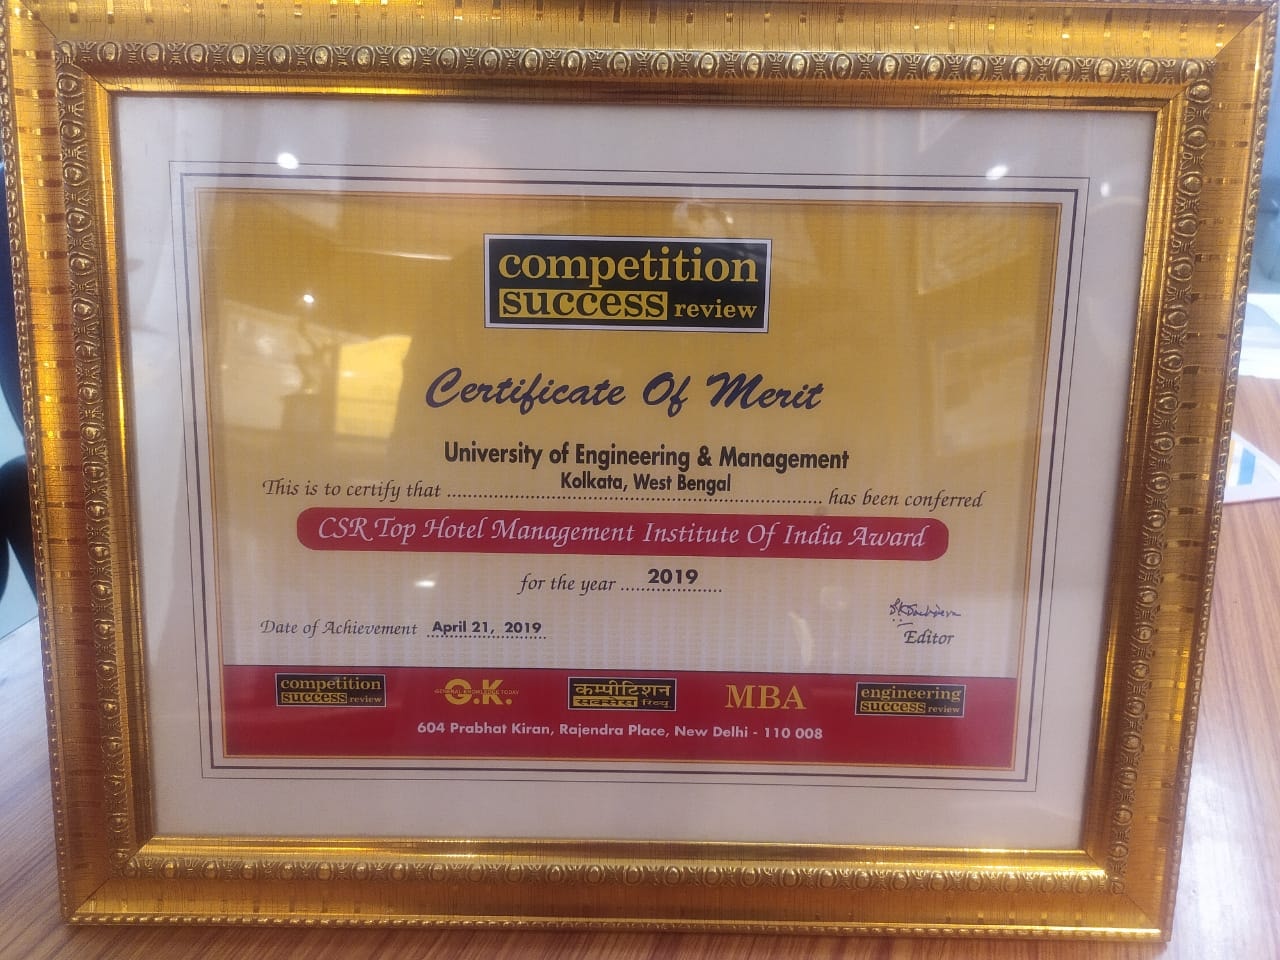 competition
success review
Certificate Of Merit
University of Engineering & Management
Kolkata, West Bengal
This is to certify that ........................................ has been conferred
CSR Top Hotel Management Institute Of India Award
for the year ...2019...
Date of Achievement April 21, 2019
Editor
competition
success review
GENERAL KNOWLEDGE TODAY
G.K.
कम्पीटिशन
सक्सेस रिव्यू
MBA
engineering
success review
604 Prabhat Kiran, Rajendra Place, New Delhi - 110 008